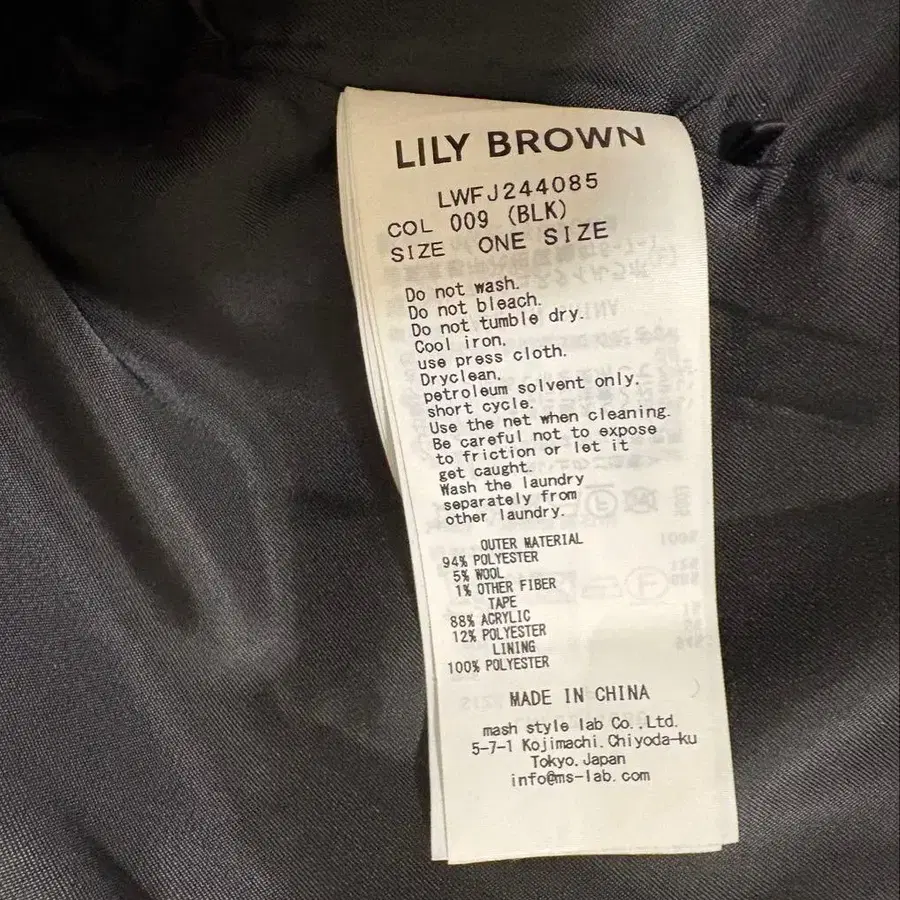 LILY BROWN
LWFJ244085
COL 009 (BLK)
SIZE ONE SIZE
Do not wash.
Do not bleach.
Do not tumble dry.
Cool iron.
use press cloth.
Dryclean.
petroleum solvent only.
short cycle.
Use the net when cleaning.
Be careful not to expose
to friction or let it
get caught.
Wash the laundry
separately from
other laundry.
OUTER MATERIAL
94% POLYESTER
5% WOOL
1% OTHER FIBER
TAPE
88% ACRYLIC
12% POLYESTER
LINING
100% POLYESTER
MADE IN CHINA
mash style lab Co.,Ltd.
5-7-1 Kojimachi.Chiyoda-ku
Tokyo.Japan
info@ms-lab.com